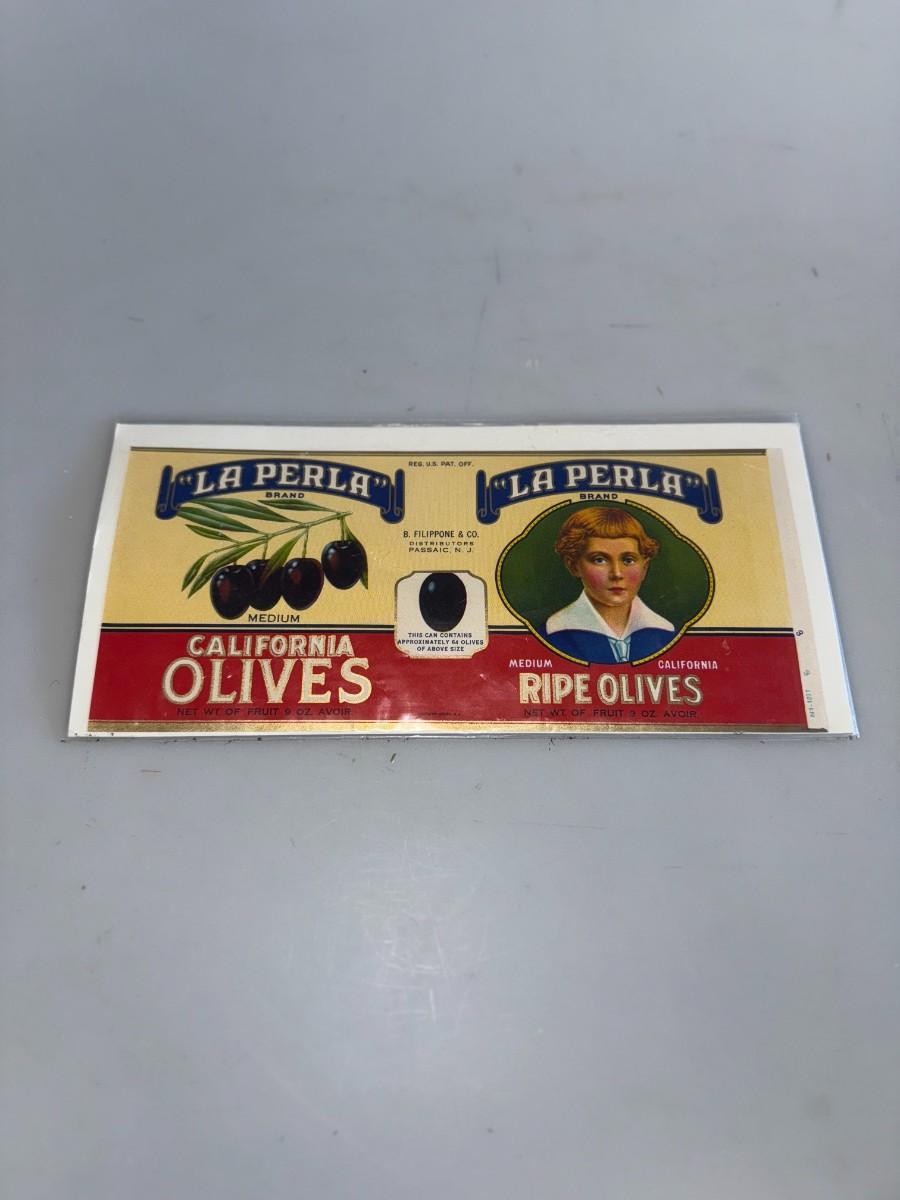 "LA PERLA"
BRAND
MEDIUM
CALIFORNIA
OLIVES
NET WT OF FRUIT 9 OZ. AVOIR
REG. U.S. PAT. OFF.
B. FILIPPONE & CO.
DISTRIBUTORS
PASSAIC, N. J.
THIS CAN CONTAINS
APPROXIMATELY 64 OLIVES
OF ABOVE SIZE
"LA PERLA"
BRAND
MEDIUM CALIFORNIA
RIPE OLIVES
NET WT OF FRUIT 9 OZ. AVOIR